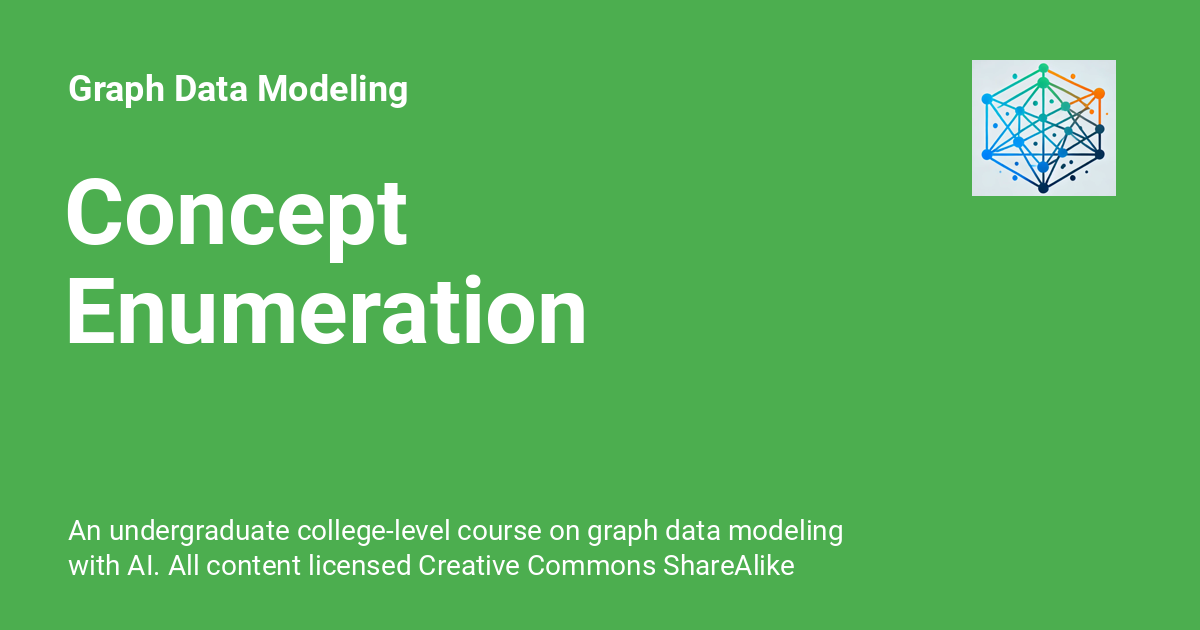 Graph Data Modeling
Concept
Enumeration
An undergraduate college-level course on graph data modeling
with AI. All content licensed Creative Commons ShareAlike